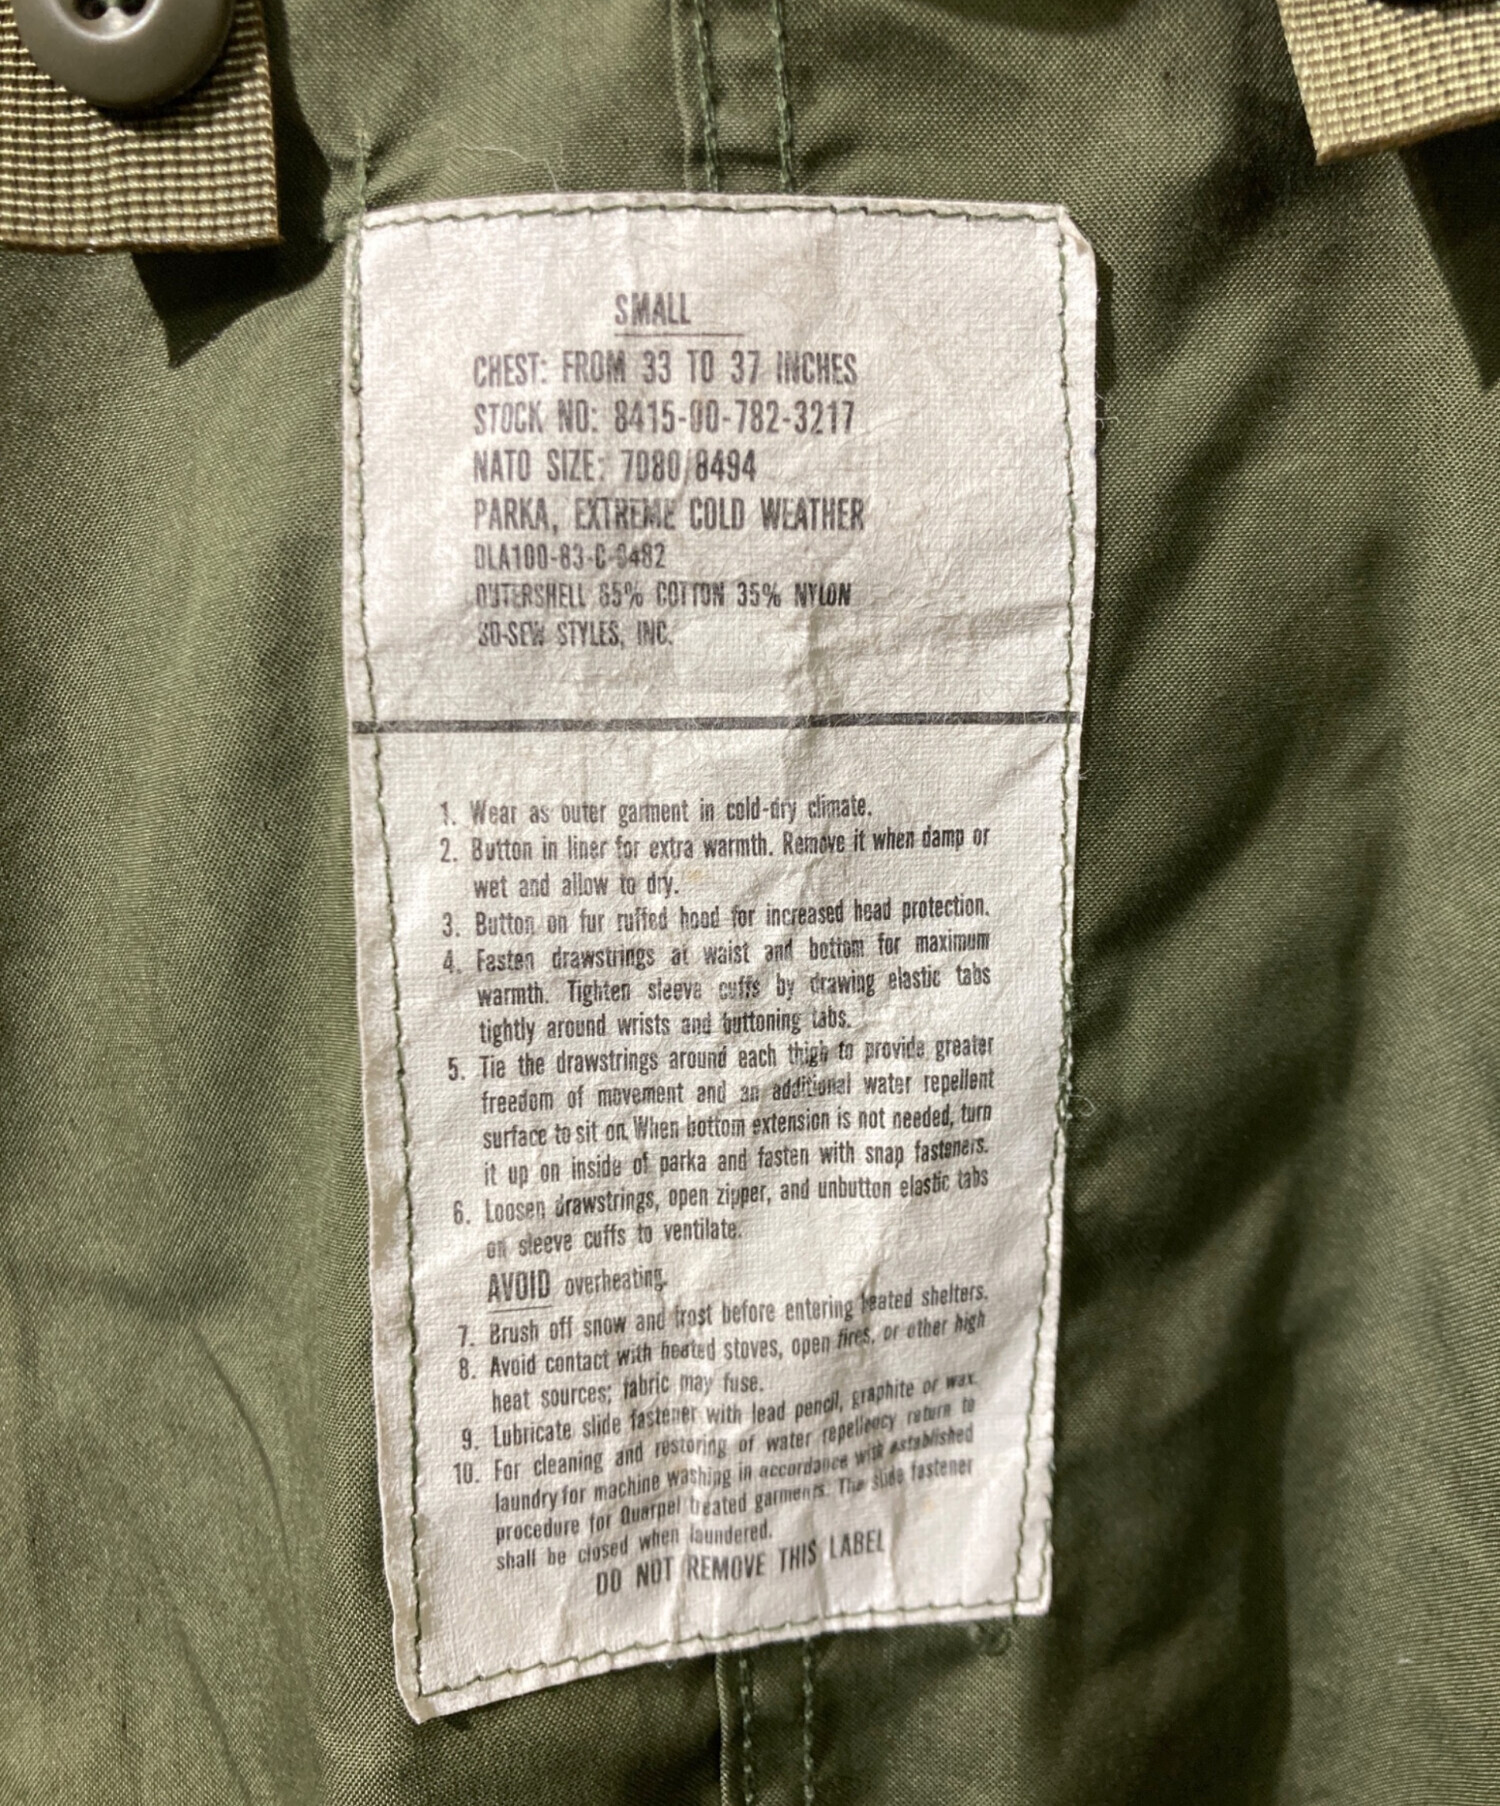 SMALL
CHEST: FROM 33 TO 37 INCHES
STOCK NO: 8415-00-782-3217
NATO SIZE: 7080/8494
PARKA, EXTREME COLD WEATHER
DLA100-83-C-0482
OUTERSHELL 65% COTTON 35% NYLON
SO-SEW STYLES, INC.
1. Wear as outer garment in cold-dry climate.
2. Button in liner for extra warmth. Remove it when damp or
wet and allow to dry.
3. Button on fur ruffed hood for increased head protection.
4. Fasten drawstrings at waist and bottom for maximum
warmth. Tighten sleeve cuffs by drawing elastic tabs
tightly around wrists and buttoning tabs.
5. Tie the drawstrings around each thigh to provide greater
freedom of movement and an additional water repellent
surface to sit on. When bottom extension is not needed, turn
it up on inside of parka and fasten with snap fasteners.
6. Loosen drawstrings, open zipper, and unbutton elastic tabs
on sleeve cuffs to ventilate.
AVOID overheating.
7. Brush off snow and frost before entering heated shelters.
8. Avoid contact with heated stoves, open fires, or other high
heat sources; fabric may fuse.
9. Lubricate slide fastener with lead pencil, graphite or wax.
10. For cleaning and restoring of water repellency return to
laundry for machine washing in accordance with established
procedure for Quarpel treated garments. The slide fastener
shall be closed when laundered.
DO NOT REMOVE THIS LABEL